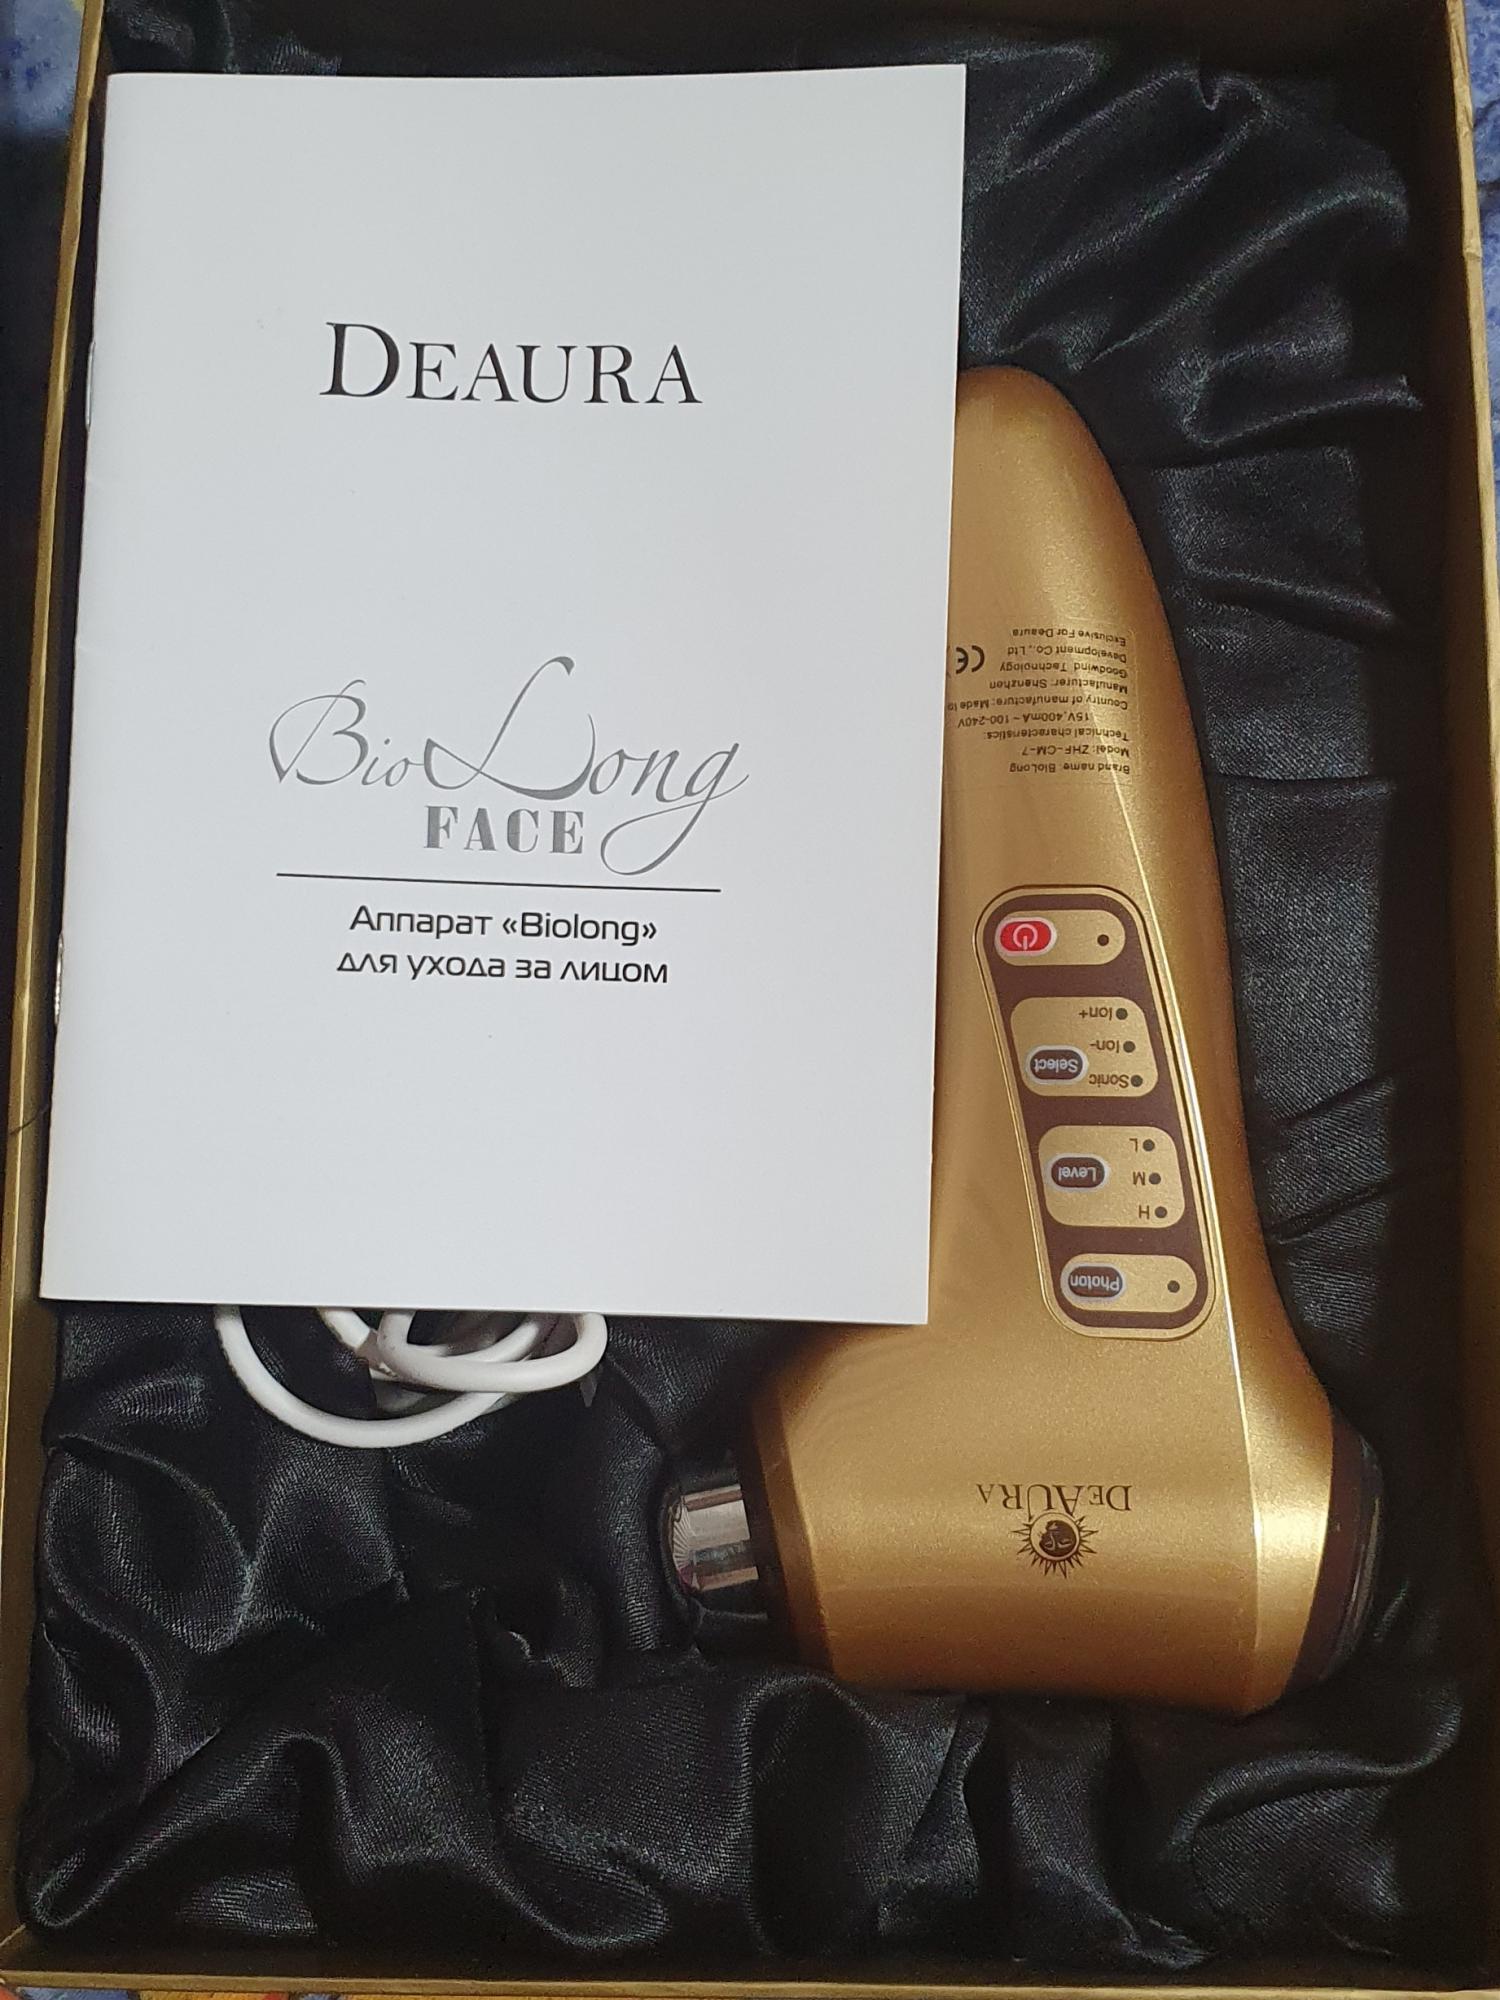 DEAURA
BioLong
FACE
Аппарат «Biolong»
для ухода за лицом
Brand name: BioLong
Model: ZHF-CM-7
Technical characteristics:
15V,400mA ~ 100-240V
Country of manufacture: Made in
Manufacturer: Shenzhen
Goodwind Technology
Development Co., Ltd
Exclusive For Deaura
CE
Ion+
Ion-
Sonic
Select
L
M
H
Level
Photon
DEAURA